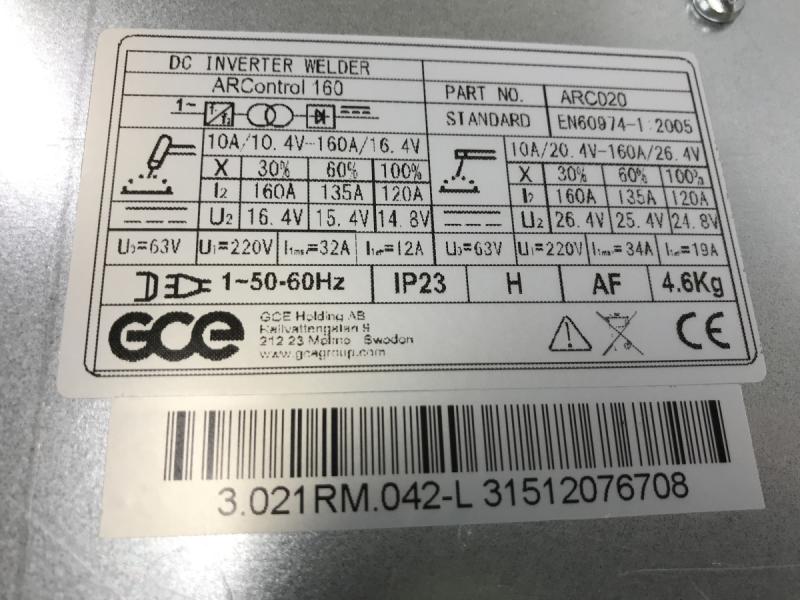 DC INVERTER WELDER
ARControl 160
PART NO. ARC020
STANDARD EN60974-1:2005
1~
10A/10.4V-160A/16.4V
X 30% 60% 100%
I2 160A 135A 120A
U2 16.4V 15.4V 14.8V
10A/20.4V-160A/26.4V
X 30% 60% 100%
I2 160A 135A 120A
U2 26.4V 25.4V 24.8V
U0=63V U1=220V I1max=32A I1eff=12A U0=63V U1=220V I1max=34A I1eff=19A
1~50-60Hz IP23 H AF 4.6Kg
GCE
GCE Holding AB
212 23 Malmo Sweden
www.gcegroup.com
CE
3.021RM.042-L 31512076708